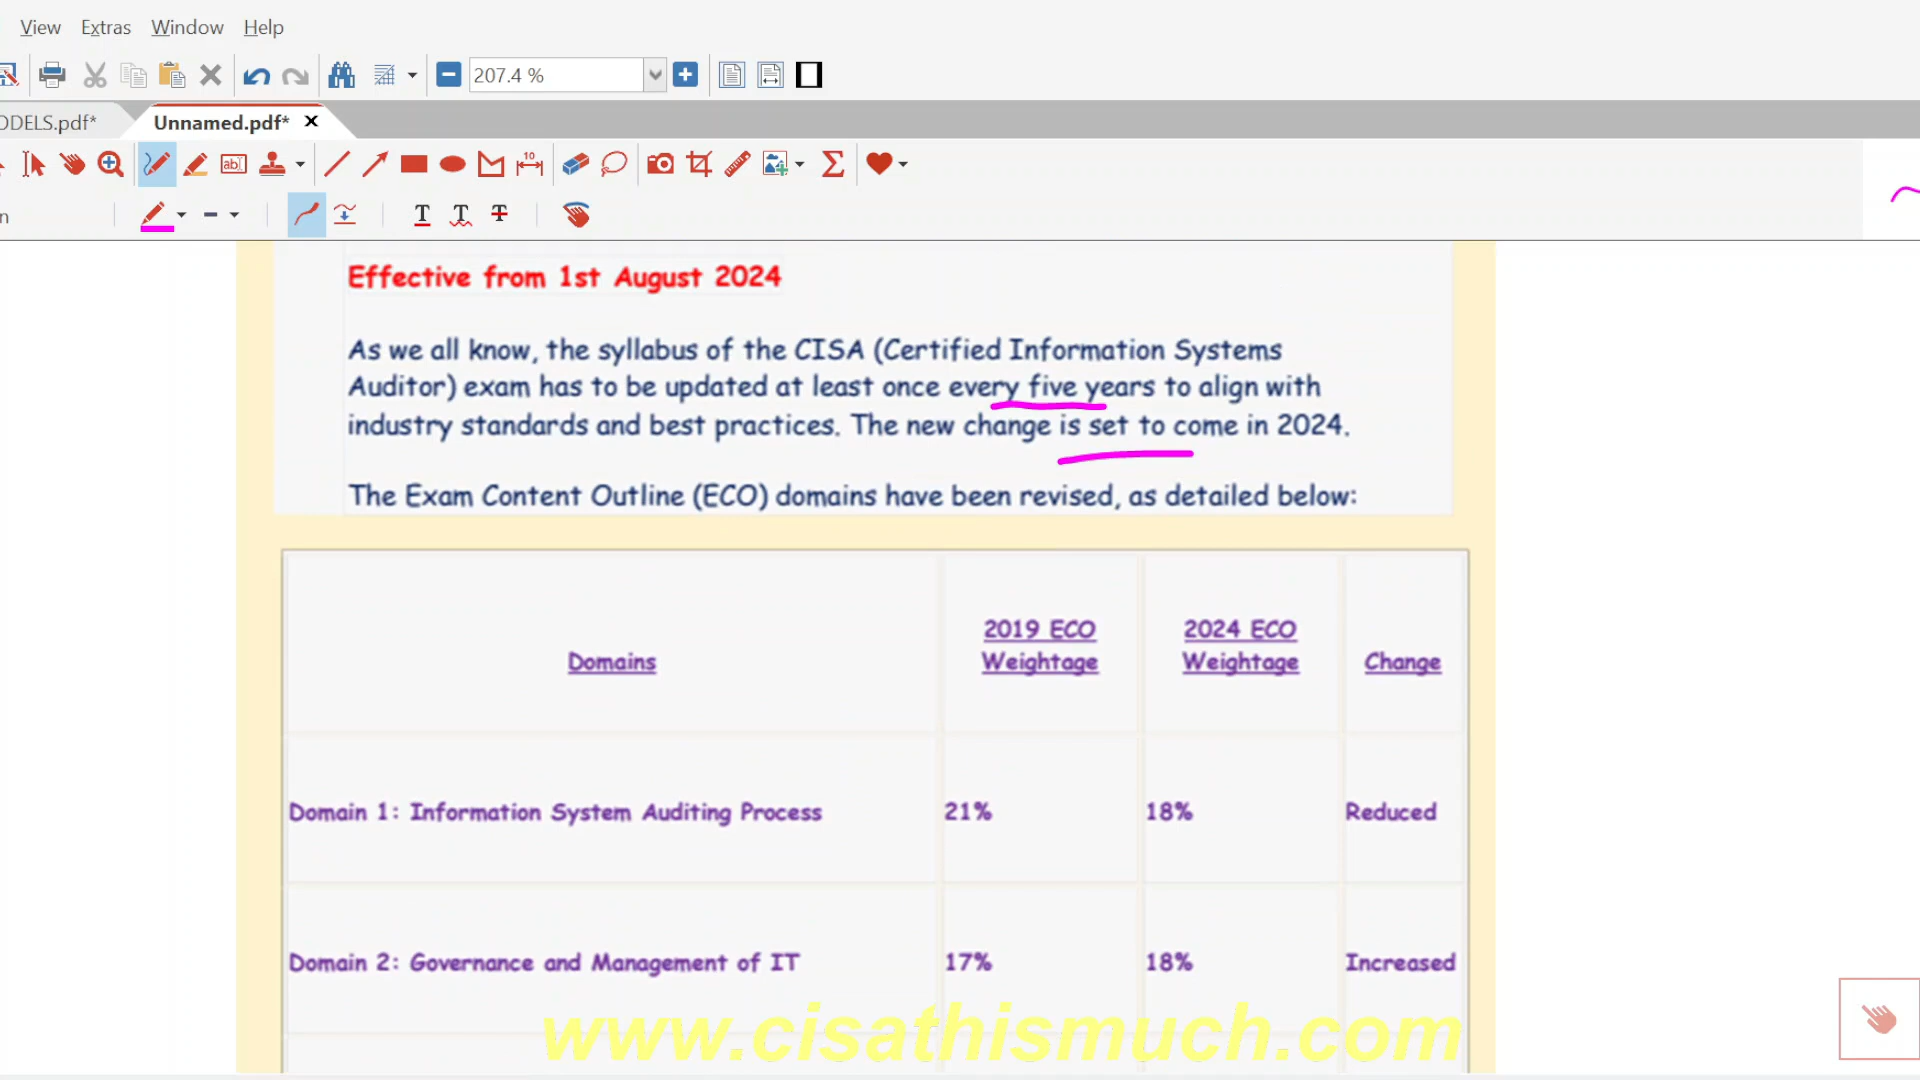 View Extras Window Help
207.4 %
ODELS.pdf* Unnamed.pdf*
n
Effective from 1st August 2024
As we all know, the syllabus of the CISA (Certified Information Systems
Auditor) exam has to be updated at least once every five years to align with
industry standards and best practices. The new change is set to come in 2024.
The Exam Content Outline (ECO) domains have been revised, as detailed below:
Domains 2019 ECO Weightage 2024 ECO Weightage Change
Domain 1: Information System Auditing Process 21% 18% Reduced
Domain 2: Governance and Management of IT 17% 18% Increased
www.cisathismuch.com